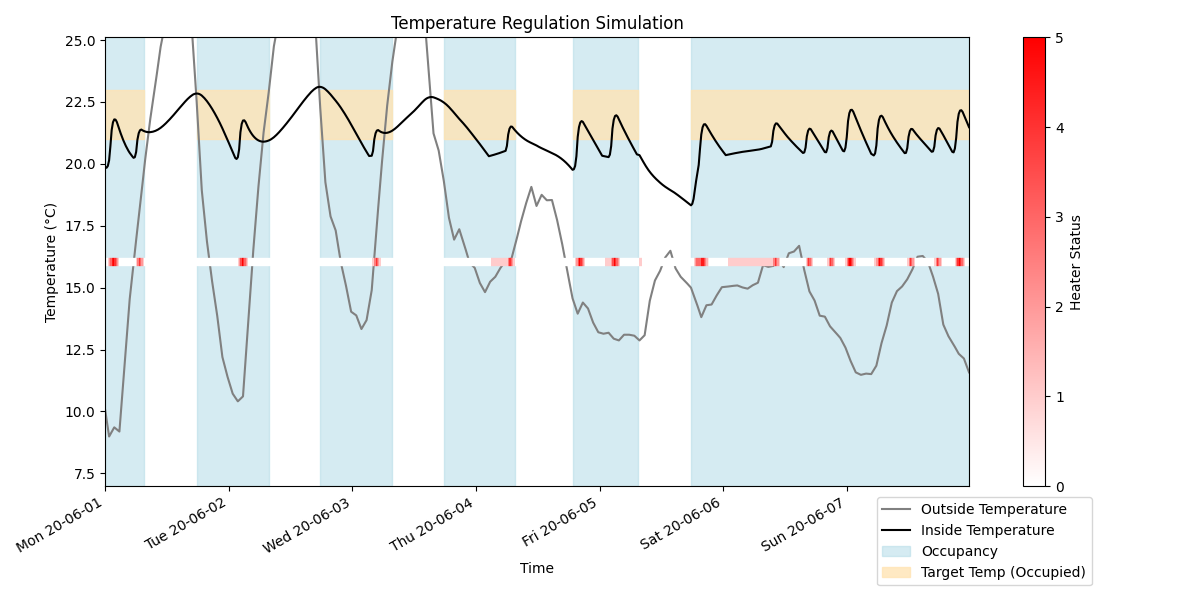 Temperature Regulation Simulation
25.0
22.5
20.0
17.5
15.0
12.5
10.0
7.5
Temperature (°C)
Mon 20-06-01
Tue 20-06-02
Wed 20-06-03
Thu 20-06-04
Fri 20-06-05
Sat 20-06-06
Sun 20-06-07
Time
5
4
3
2
1
0
Heater Status
Outside Temperature
Inside Temperature
Occupancy
Target Temp (Occupied)